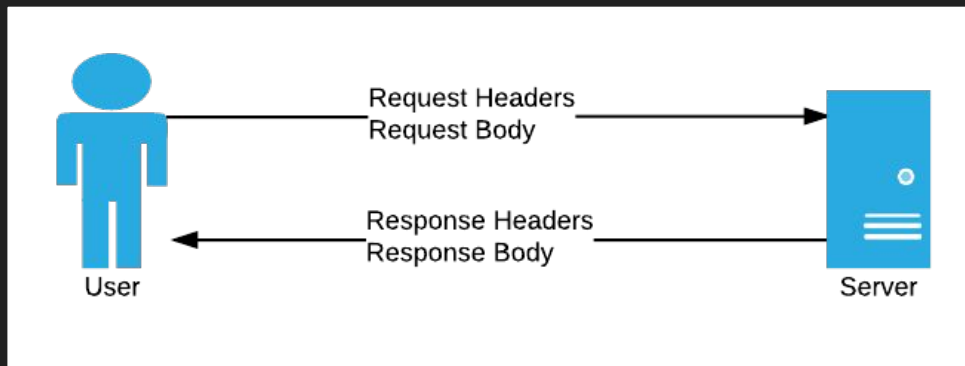 Request Headers
Request Body
Response Headers
Response Body
User
Server